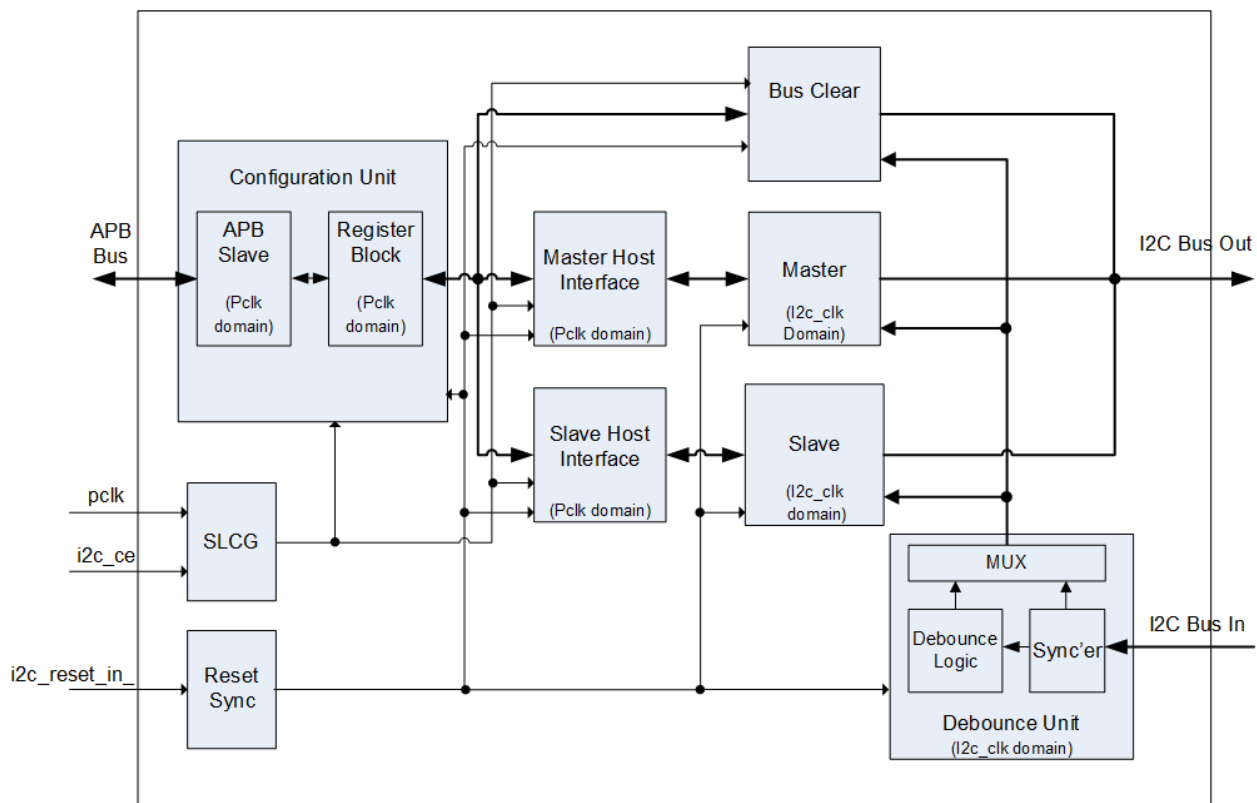 Bus Clear
Configuration Unit
APB
Bus
APB
Slave
(Pclk
domain)
Register
Block
(Pclk
domain)
Master Host
Interface
(Pclk domain)
Master
(I2c_clk
Domain)
I2C Bus Out
Slave Host
Interface
(Pclk domain)
Slave
(I2c_clk
domain)
pclk
i2c_ce
SLCG
MUX
Debounce
Logic
Sync'er
I2C Bus In
i2c_reset_in_
Reset
Sync
Debounce Unit
(I2c_clk domain)